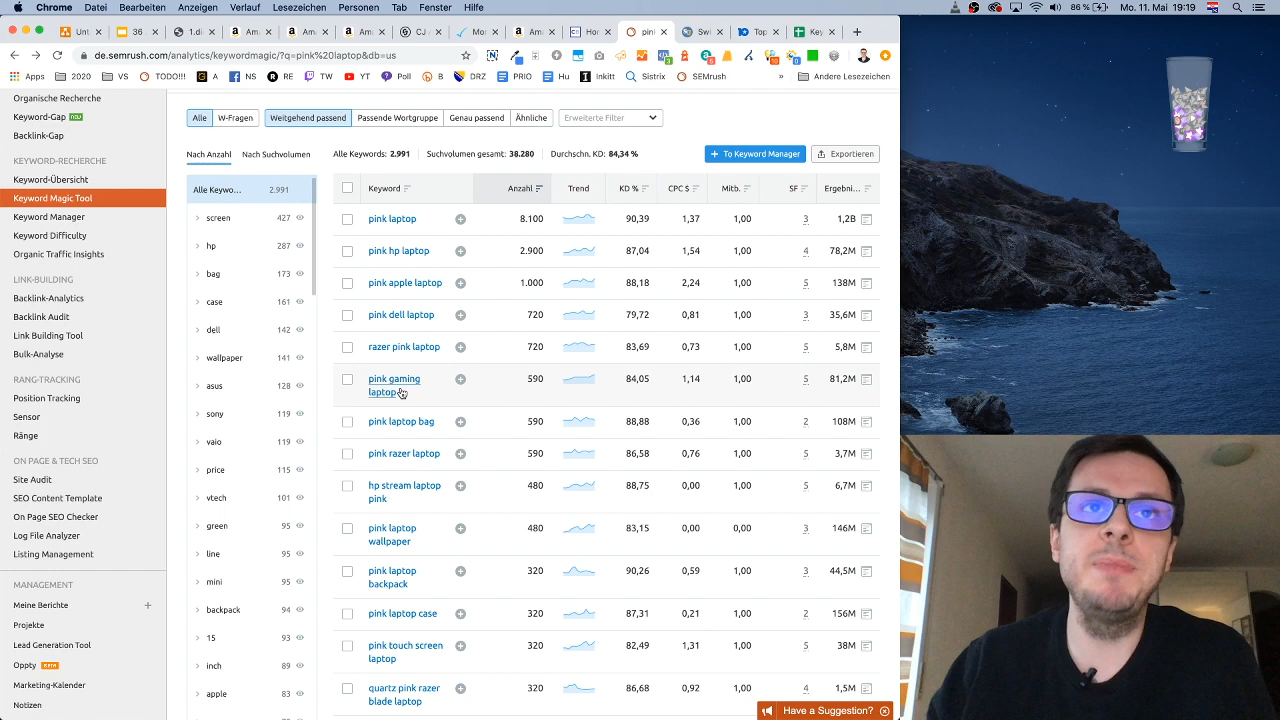 Chrome Datei Bearbeiten Anzeigen Verlauf Lesezeichen Personen Tab Fenster Hilfe
86 % Mo. 11. Mai 19:19
Unt 36 1.di Am Am Am CJ Mo Am Ho pin Swi Top Key
de.semrush.com/analytics/keywordmagic/?q=pink%20laptop&db=us
Apps 2020 VS TODO!!! A NS RE TW YT Poll B DRZ PRIO Hu Inkitt Sistrix SEMrush » Andere Lesezeichen
Organische Recherche
Keyword-Gap NEU
Backlink-Gap
KEYWORD-RECHERCHE
Keyword-Übersicht
Keyword Magic Tool
Keyword Manager
Keyword Difficulty
Organic Traffic Insights
LINK-BUILDING
Backlink-Analytics
Backlink Audit
Link Building Tool
Bulk-Analyse
RANG-TRACKING
Position Tracking
Sensor
Ränge
ON PAGE & TECH SEO
Site Audit
SEO Content Template
On Page SEO Checker
Log File Analyzer
Listing Management
MANAGEMENT
Meine Berichte +
Projekte
Lead Generation Tool
Oppty BETA
Marketing-Kalender
Notizen
Alle W-Fragen Weitgehend passend Passende Wortgruppe Genau passend Ähnliche Erweiterte Filter
Nach Anzahl Nach Suchvolumen
Alle Keywo... 2.991
screen 427
hp 287
bag 173
case 161
dell 142
wallpaper 141
asus 128
sony 119
vaio 119
price 115
vtech 101
green 95
line 95
mini 95
backpack 94
15 93
inch 89
apple 83
Alle Keywords: 2.991 Suchvolumen gesamt: 38.280 Durchschn. KD: 84,34 % + To Keyword Manager Exportieren
Keyword Anzahl Trend KD % CPC $ Mitb. SF Ergebni...
pink laptop 8.100 90,39 1,37 1,00 3 1,2B
pink hp laptop 2.900 87,04 1,54 1,00 4 78,2M
pink apple laptop 1.000 88,18 2,24 1,00 5 138M
pink dell laptop 720 79,72 0,81 1,00 3 35,6M
razer pink laptop 720 83,69 0,73 1,00 5 5,8M
pink gaming 590 84,05 1,14 1,00 5 81,2M
laptop
pink laptop bag 590 88,88 0,36 1,00 2 108M
pink razer laptop 590 86,58 0,76 1,00 5 3,7M
hp stream laptop 480 88,75 0,00 1,00 5 6,7M
pink
pink laptop 480 83,15 0,00 0,00 3 146M
wallpaper
pink laptop 320 90,26 0,59 1,00 3 44,5M
backpack
pink laptop case 320 87,31 0,21 1,00 2 156M
pink touch screen 320 82,49 1,31 1,00 5 38M
laptop
quartz pink razer 320 86,68 0,92 1,00 4 1,5M
blade laptop
Have a Suggestion?